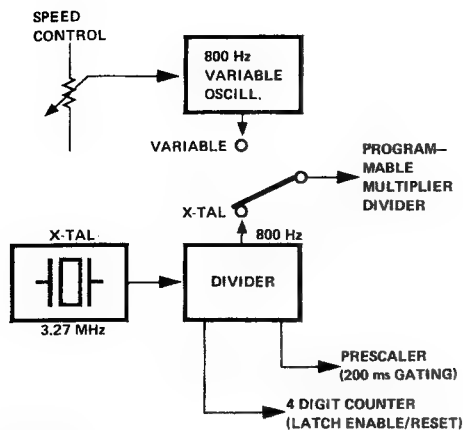 SPEED
CONTROL
800 Hz
VARIABLE
OSCILL.
VARIABLE
PROGRAM–
MABLE
MULTIPLIER
DIVIDER
X-TAL
800 Hz
X-TAL
DIVIDER
3.27 MHz
PRESCALER
(200 ms GATING)
4 DIGIT COUNTER
(LATCH ENABLE/RESET)